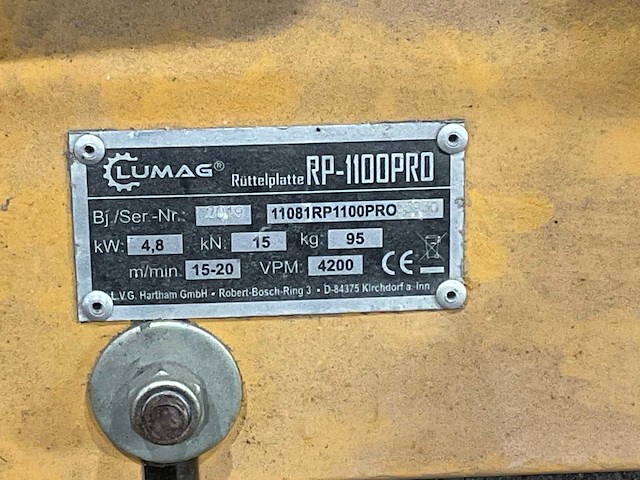 LUMAG® Rüttelplatte RP-1100PRO
Bj./Ser.-Nr.: 2019 11081RP1100PRO
kW: 4,8 kN: 15 kg: 95
m/min. 15-20 VPM: 4200 CE
L.V.G. Hartham GmbH • Robert-Bosch-Ring 3 • D-84375 Kirchdorf a. Inn